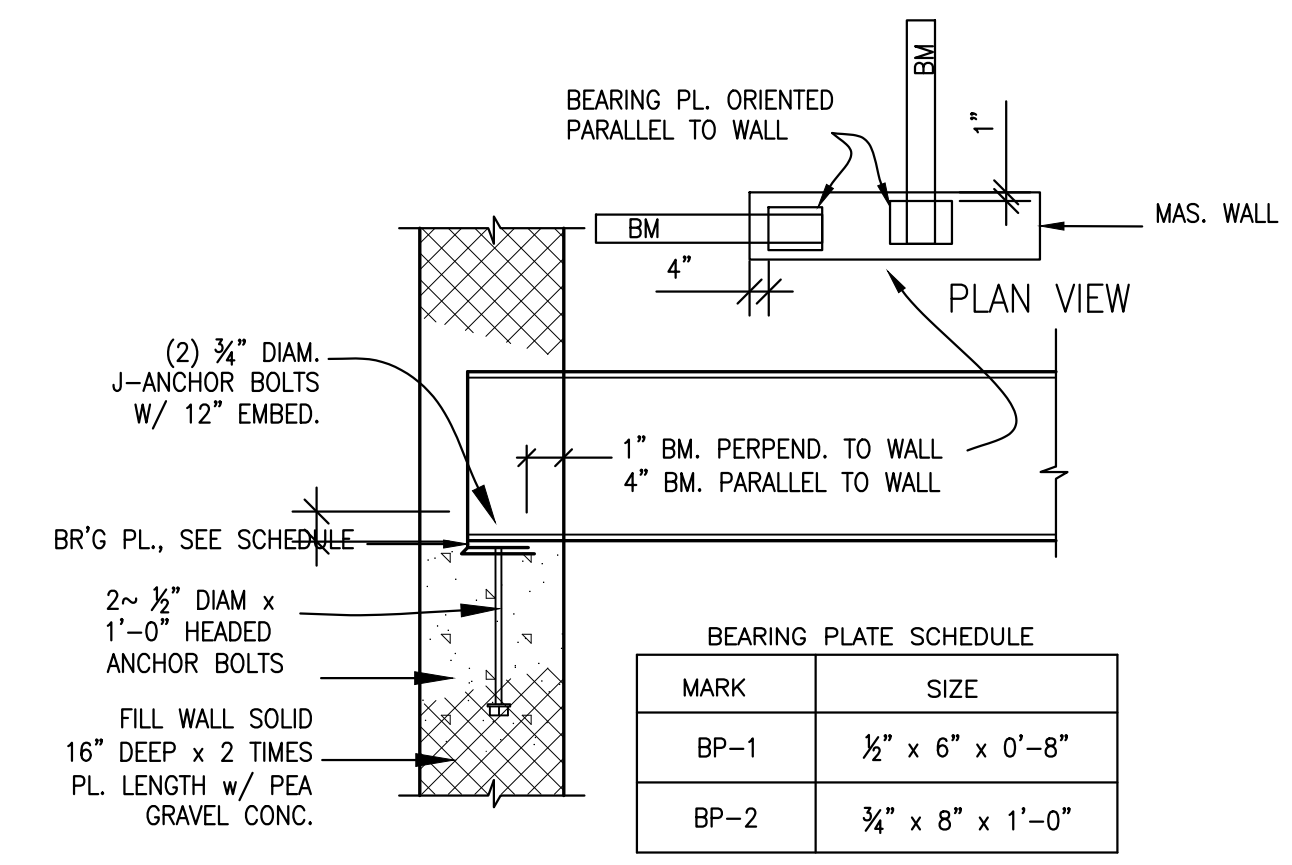 BM
BEARING PL. ORIENTED
PARALLEL TO WALL
1"
MAS. WALL
BM
4"
PLAN VIEW
(2) ¾" DIAM.
J-ANCHOR BOLTS
W/ 12" EMBED.
1" BM. PERPEND. TO WALL
4" BM. PARALLEL TO WALL
BR'G PL., SEE SCHEDULE
2~ ½" DIAM x
1'-0" HEADED
ANCHOR BOLTS
FILL WALL SOLID
16" DEEP x 2 TIMES
PL. LENGTH w/ PEA
GRAVEL CONC.
BEARING PLATE SCHEDULE
MARK SIZE
BP-1 ½" x 6" x 0'-8"
BP-2 ¾" x 8" x 1'-0"